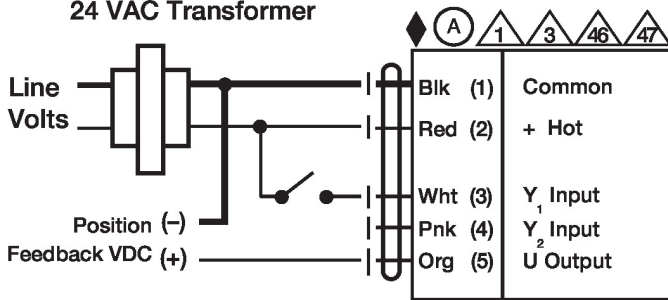 24 VAC Transformer
A 1 3 46 47
Line Volts
Blk (1) Common
Red (2) + Hot
Wht (3) Y1 Input
Position (–)
Pnk (4) Y2 Input
Feedback VDC (+)
Org (5) U Output